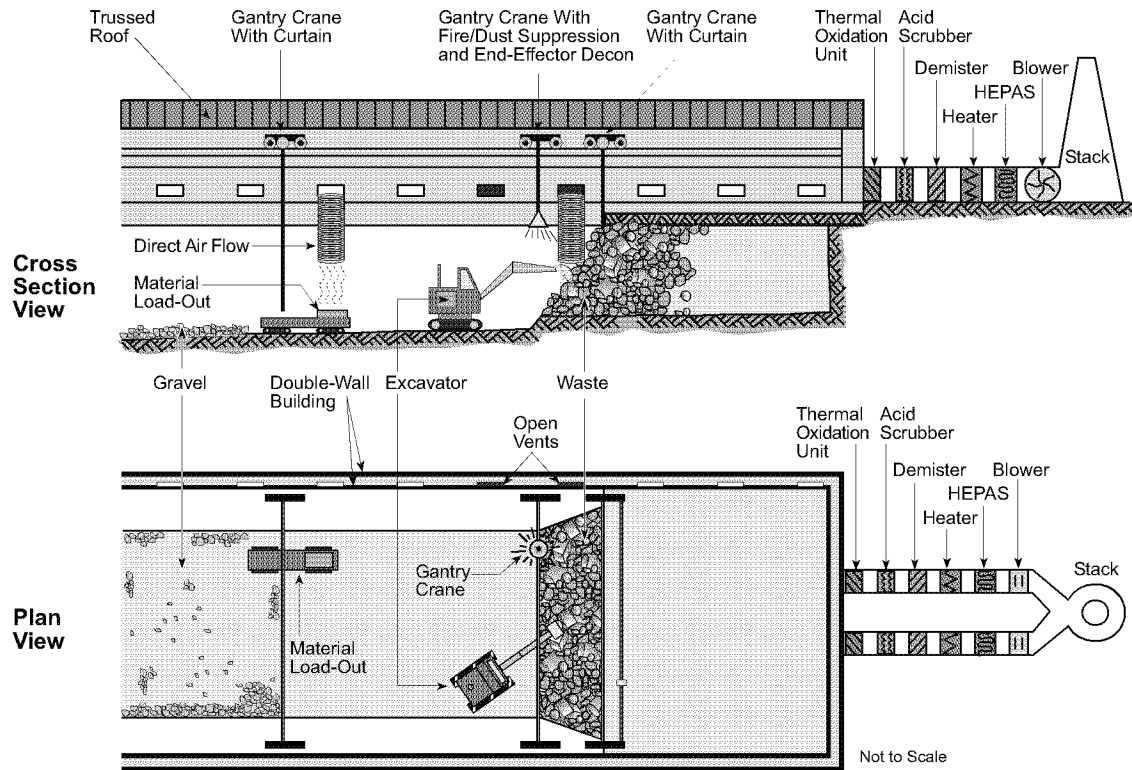 Trussed
Roof
Gantry Crane
With Curtain
Gantry Crane With
Fire/Dust Suppression
and End-Effector Decon
Gantry Crane
With Curtain
Thermal
Oxidation
Unit
Acid
Scrubber
Demister
Blower
HEPAS
Heater
Stack
Direct Air Flow
Cross
Section
View
Material
Load-Out
Gravel
Double-Wall
Building
Excavator
Waste
Open
Vents
Thermal
Oxidation
Unit
Acid
Scrubber
Demister
Blower
HEPAS
Heater
Gantry
Crane
Stack
Plan
View
Material
Load-Out
Not to Scale